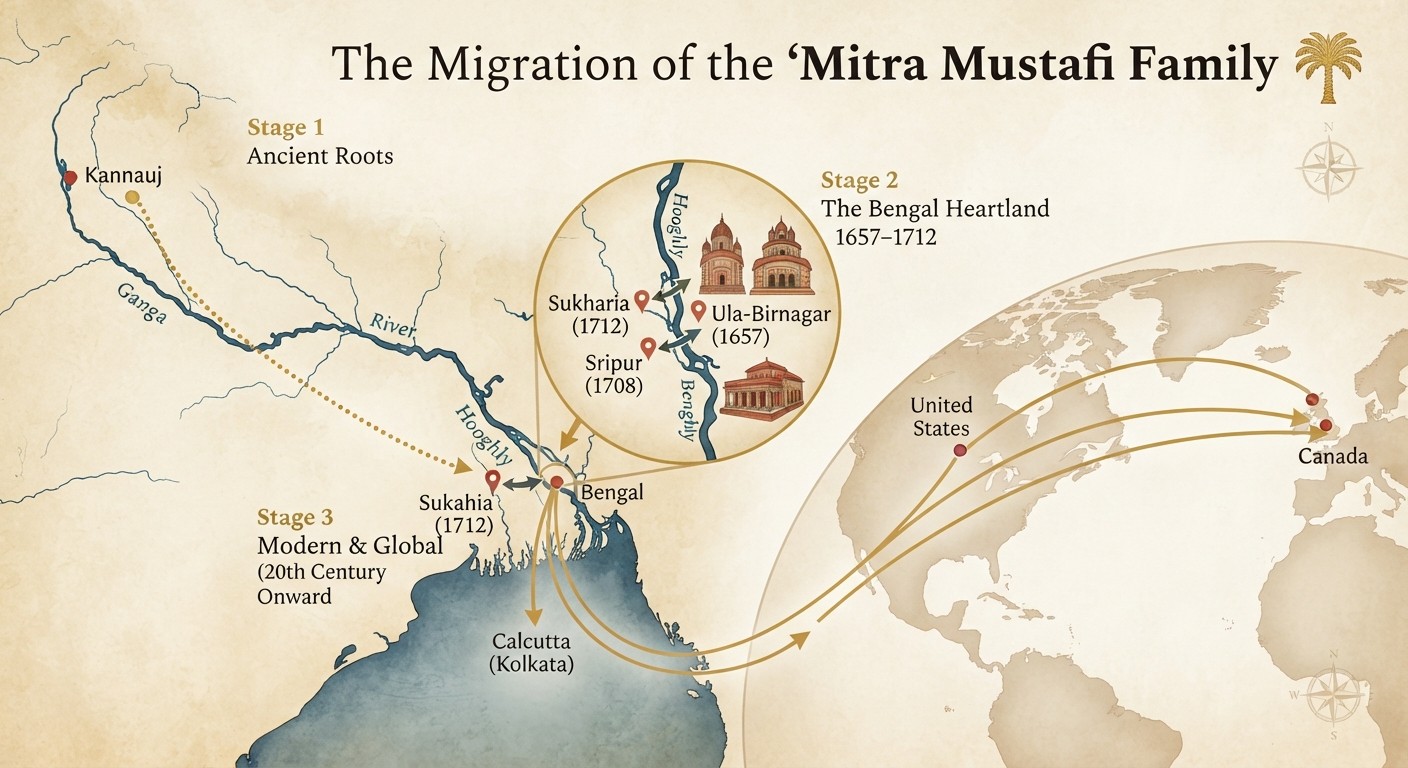 The Migration of the ‘Mitra Mustafi Family
Stage 1
Ancient Roots
Kannauj
Ganga
River
Hooghly
Stage 2
The Bengal Heartland
1657–1712
Hooglily
Sukharia
(1712)
Ula-Birnagar
(1657)
Sripur
(1708)
Benghly
Sukahia
(1712)
Bengal
Stage 3
Modern & Global
(20th Century
Onward
Calcutta
(Kolkata)
United
States
Canada
N
N
W
S